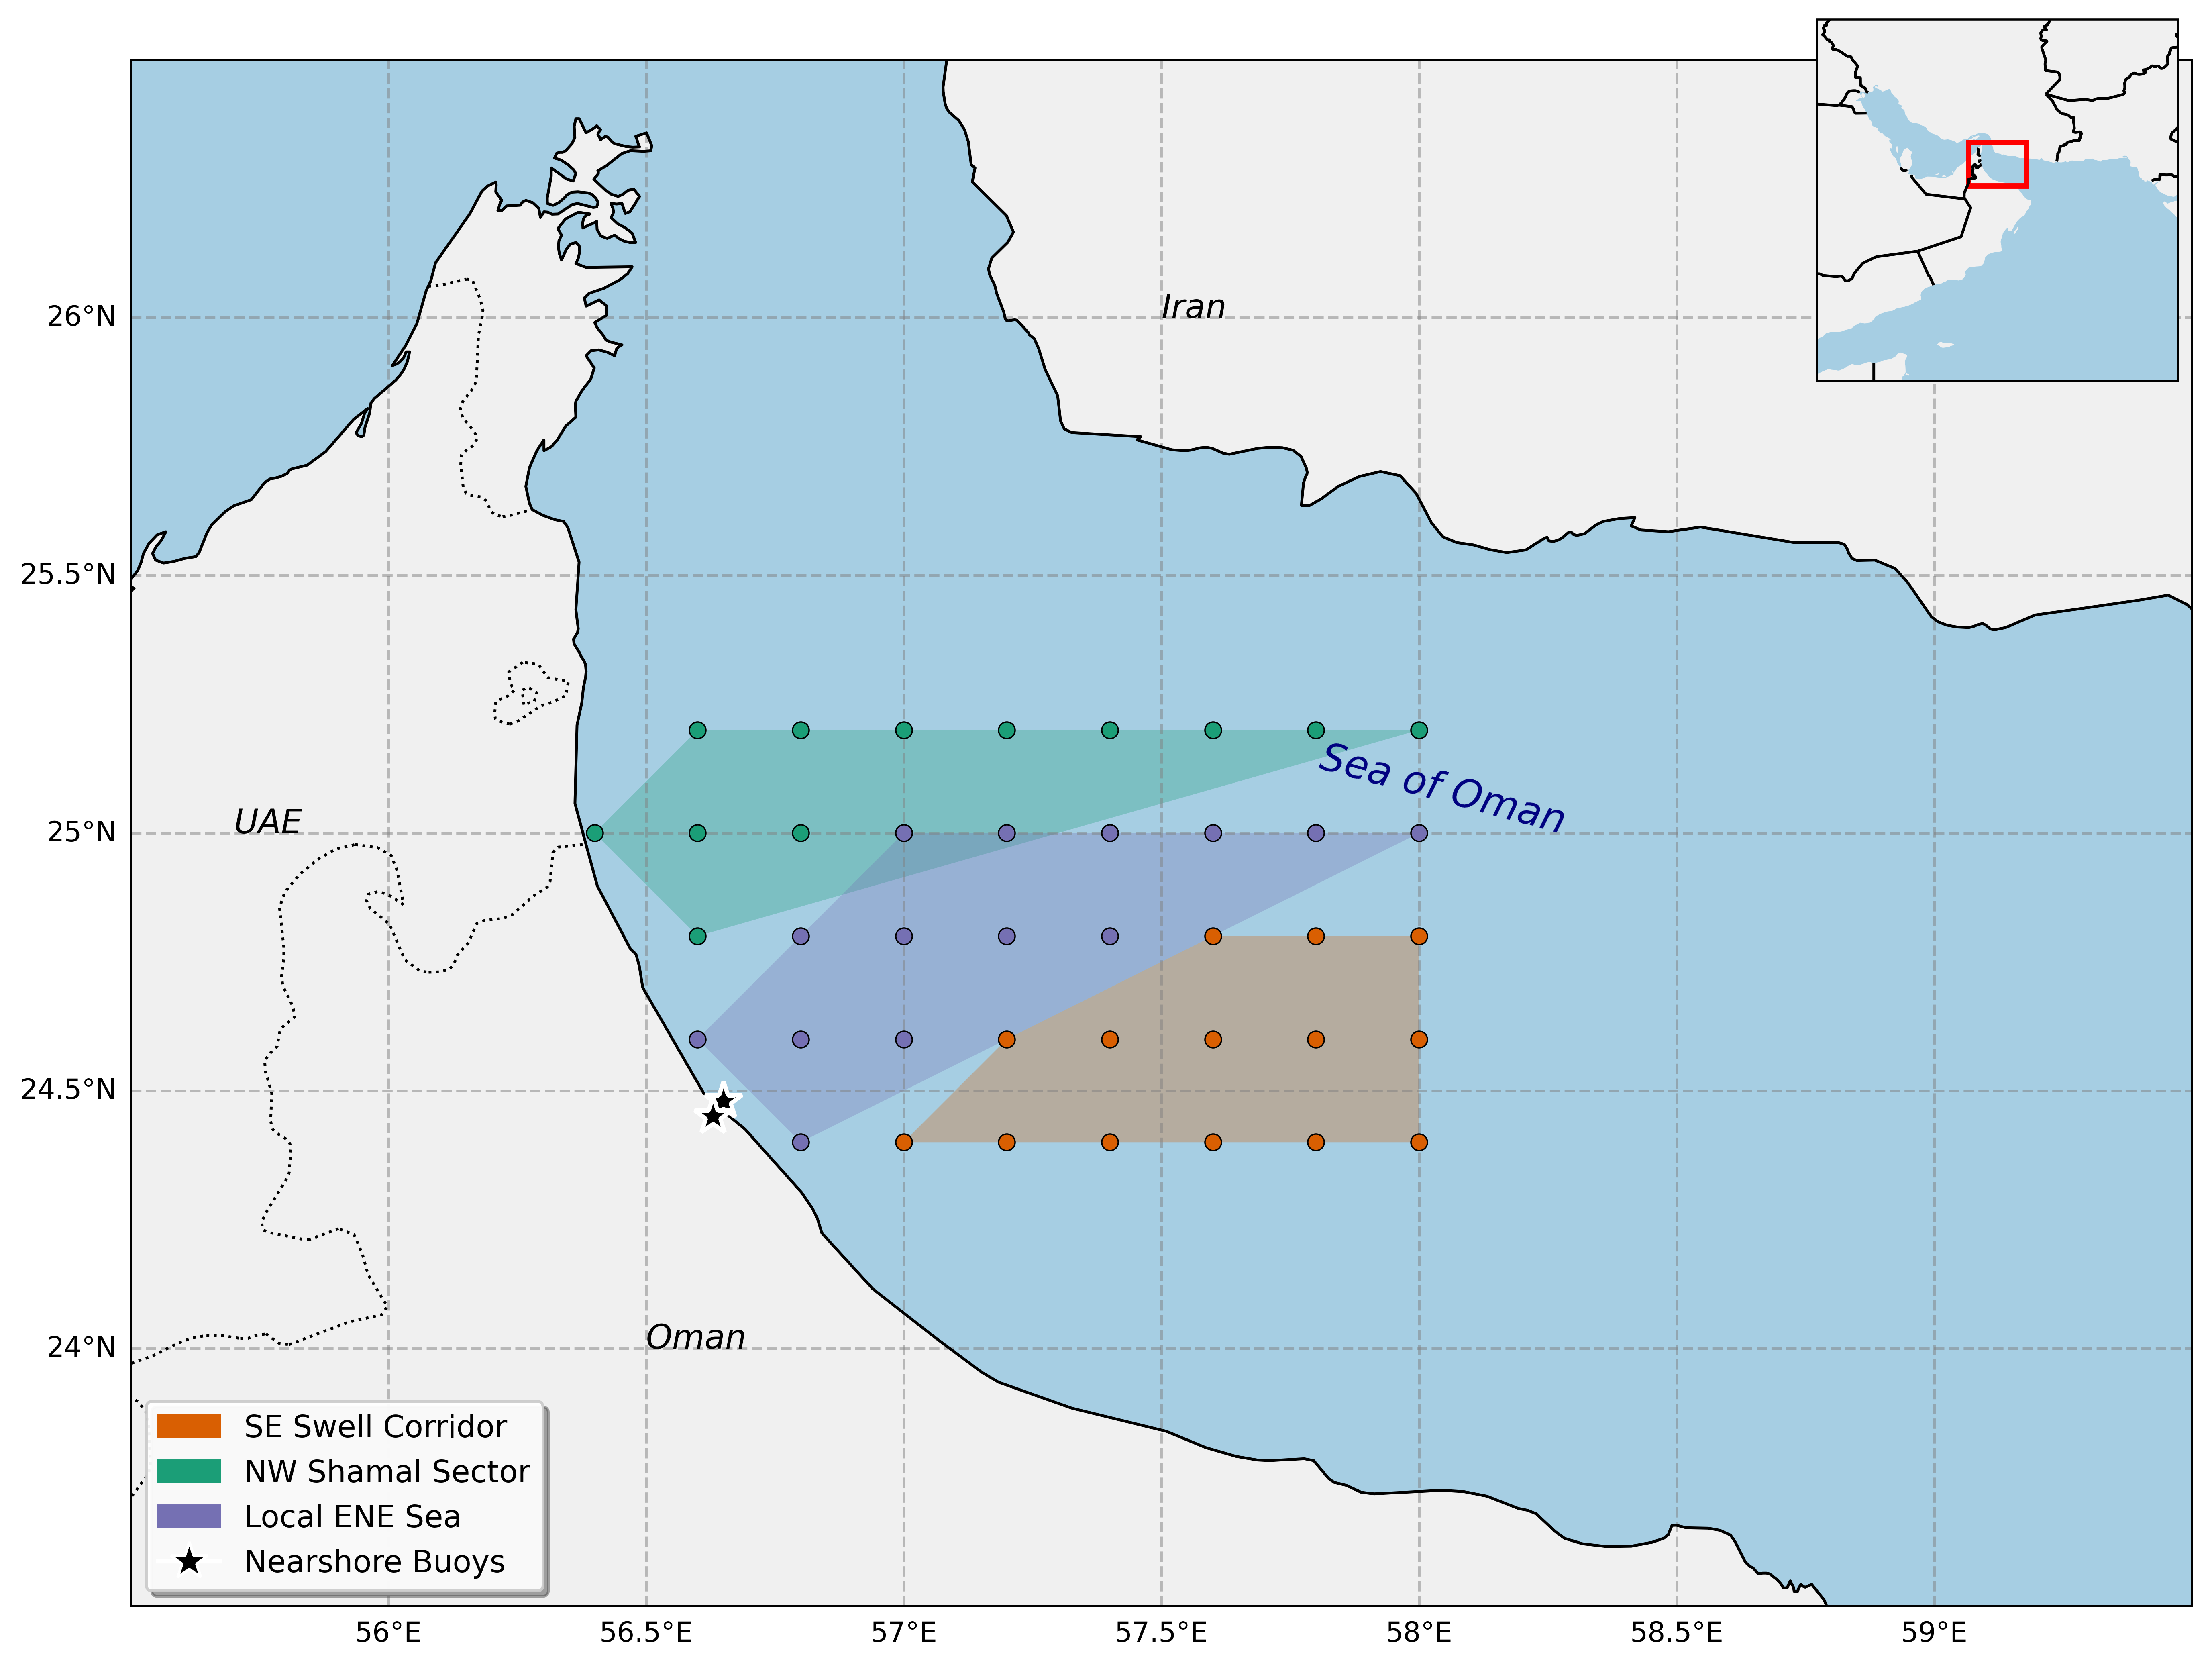 Iran
26°N
25.5°N
Sea of Oman
UAE
25°N
24.5°N
Oman
24°N
SE Swell Corridor
NW Shamal Sector
Local ENE Sea
Nearshore Buoys
56°E
56.5°E
57°E
57.5°E
58°E
58.5°E
59°E